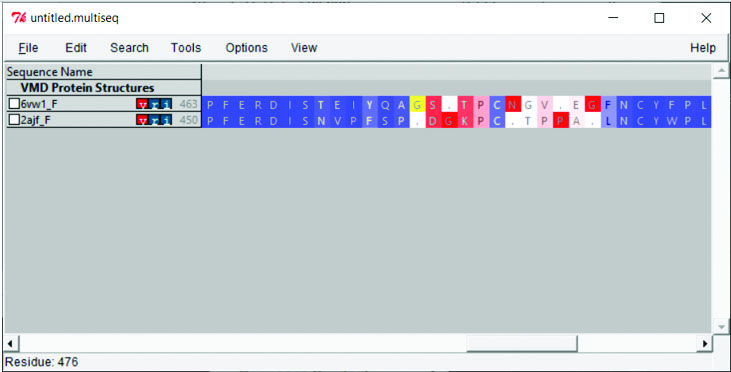 untitled.multiseq
File Edit Search Tools Options View Help
Sequence Name
VMD Protein Structures
6vw1_F v r i 463 P F E R D I S T E I Y Q A G S . T P C N G V . E G F N C Y F P L
2ajf_F v r i 450 P F E R D I S N V P F S P . D G K P C . T P P A . L N C Y W P L
Residue: 476